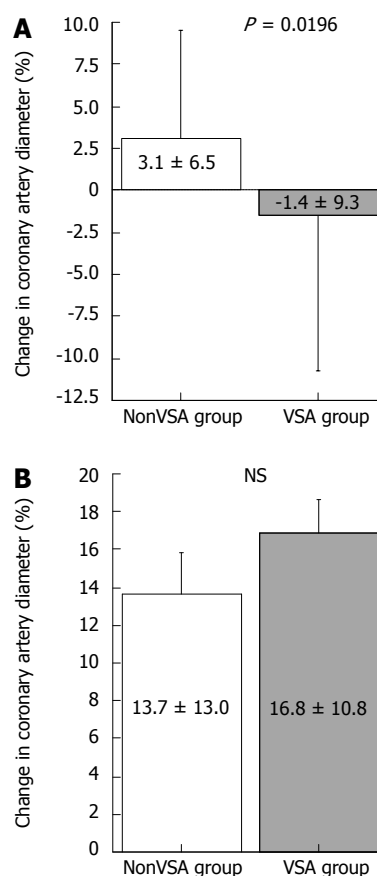 A
P = 0.0196
Change in coronary artery diameter (%)
10.0
7.5
5.0
2.5
0
-2.5
-5.0
-7.5
-10.0
-12.5
3.1 ± 6.5
-1.4 ± 9.3
NonVSA group
VSA group
B
NS
Change in coronary artery diameter (%)
20
18
16
14
12
10
8
6
4
2
0
13.7 ± 13.0
16.8 ± 10.8
NonVSA group
VSA group